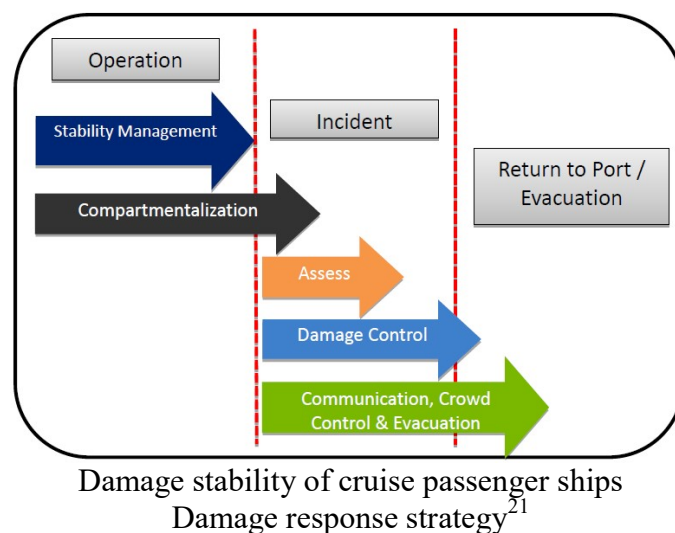 Operation
Stability Management
Incident
Return to Port /
Evacuation
Compartmentalization
Assess
Damage Control
Communication, Crowd
Control & Evacuation
Damage stability of cruise passenger ships
Damage response strategy21